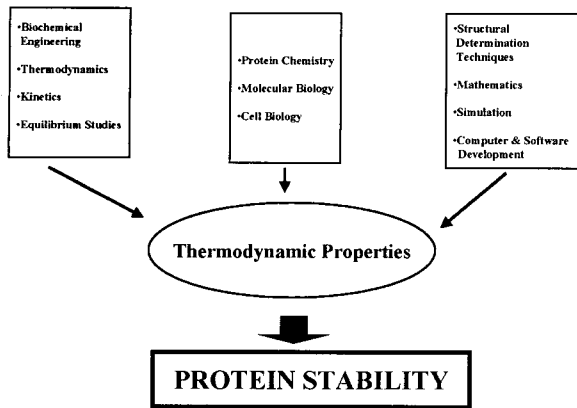 •Biochemical
Engineering
•Thermodynamics
•Kinetics
•Equilibrium Studies
•Protein Chemistry
•Molecular Biology
•Cell Biology
•Structural
Determination
Techniques
•Mathematics
•Simulation
•Computer & Software
Development
Thermodynamic Properties
PROTEIN STABILITY